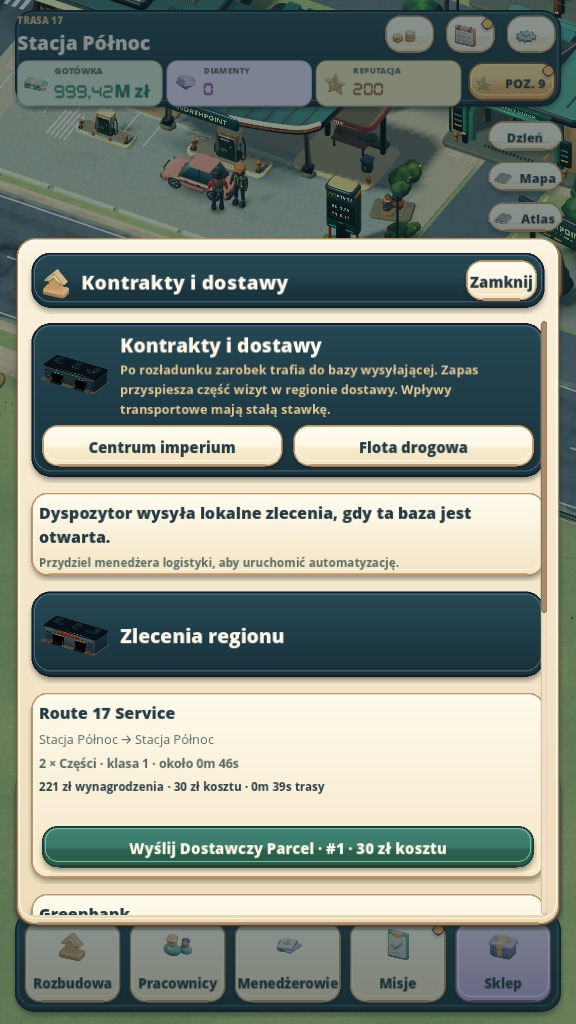 TRASA 17
Stacja Północ
GOTÓWKA
999,42M zł
DIAMENTY
0
REPUTACJA
200
POZ. 9
NORTHPOINT
Dzień
Mapa
Atlas
Kontrakty i dostawy
Zamknij
Kontrakty i dostawy
Po rozładunku zarobek trafia do bazy wysyłającej. Zapas
przyspiesza część wizyt w regionie dostawy. Wpływy
transportowe mają stałą stawkę.
Centrum imperium
Flota drogowa
Dyspozytor wysyła lokalne zlecenia, gdy ta baza jest
otwarta.
Przydziel menedżera logistyki, aby uruchomić automatyzację.
Zlecenia regionu
Route 17 Service
Stacja Północ → Stacja Północ
2 × Części · klasa 1 · około 0m 46s
221 zł wynagrodzenia · 30 zł kosztu · 0m 39s trasy
Wyślij Dostawczy Parcel · #1 · 30 zł kosztu
Greenbank
Rozbudowa
Pracownicy
Menedżerowie
Misje
Sklep